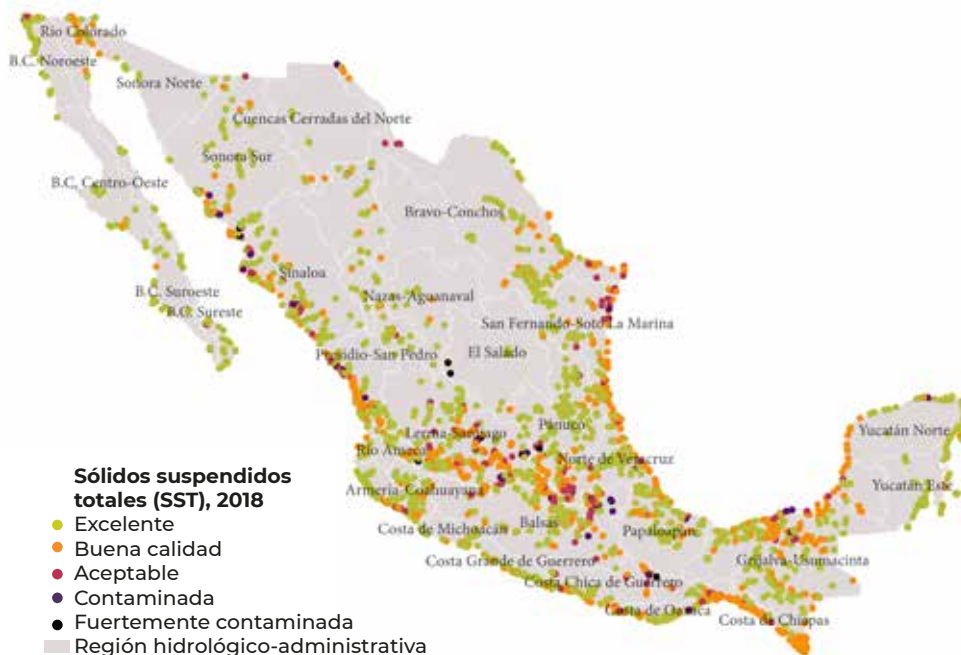 Río Colorado
B.C. Noroeste
Sonora Norte
Cuencas Cerradas del Norte
Sonora Sur
B.C. Centro-Oeste
Bravo-Conchos
Sinaloa
B.C. Suroeste
Nazas-Aguanaval
B.C. Sureste
San Fernando-Soto La Marina
Presidio-San Pedro
El Salado
Lerma-Santiago
Pánuco
Yucatán Norte
Río Ameca
Norte de Veracruz
Yucatán Este
Armería-Coahuayana
Costa de Michoacán
Balsas
Papaloapan
Costa Grande de Guerrero
Grijalva-Usumacinta
Costa Chica de Guerrero
Costa de Oaxaca
Costa de Chiapas
Sólidos suspendidos
totales (SST), 2018
Excelente
Buena calidad
Aceptable
Contaminada
Fuertemente contaminada
Región hidrológico-administrativa